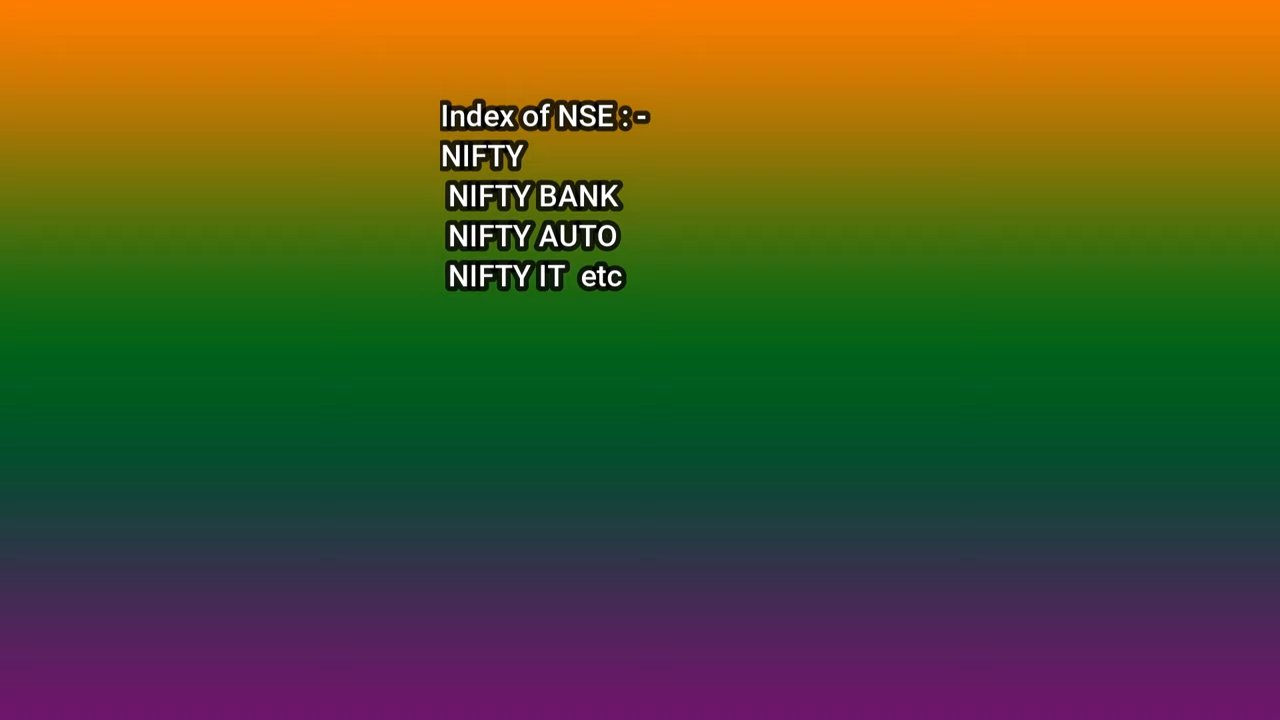 Index of NSE : -
NIFTY
NIFTY BANK
NIFTY AUTO
NIFTY IT  etc